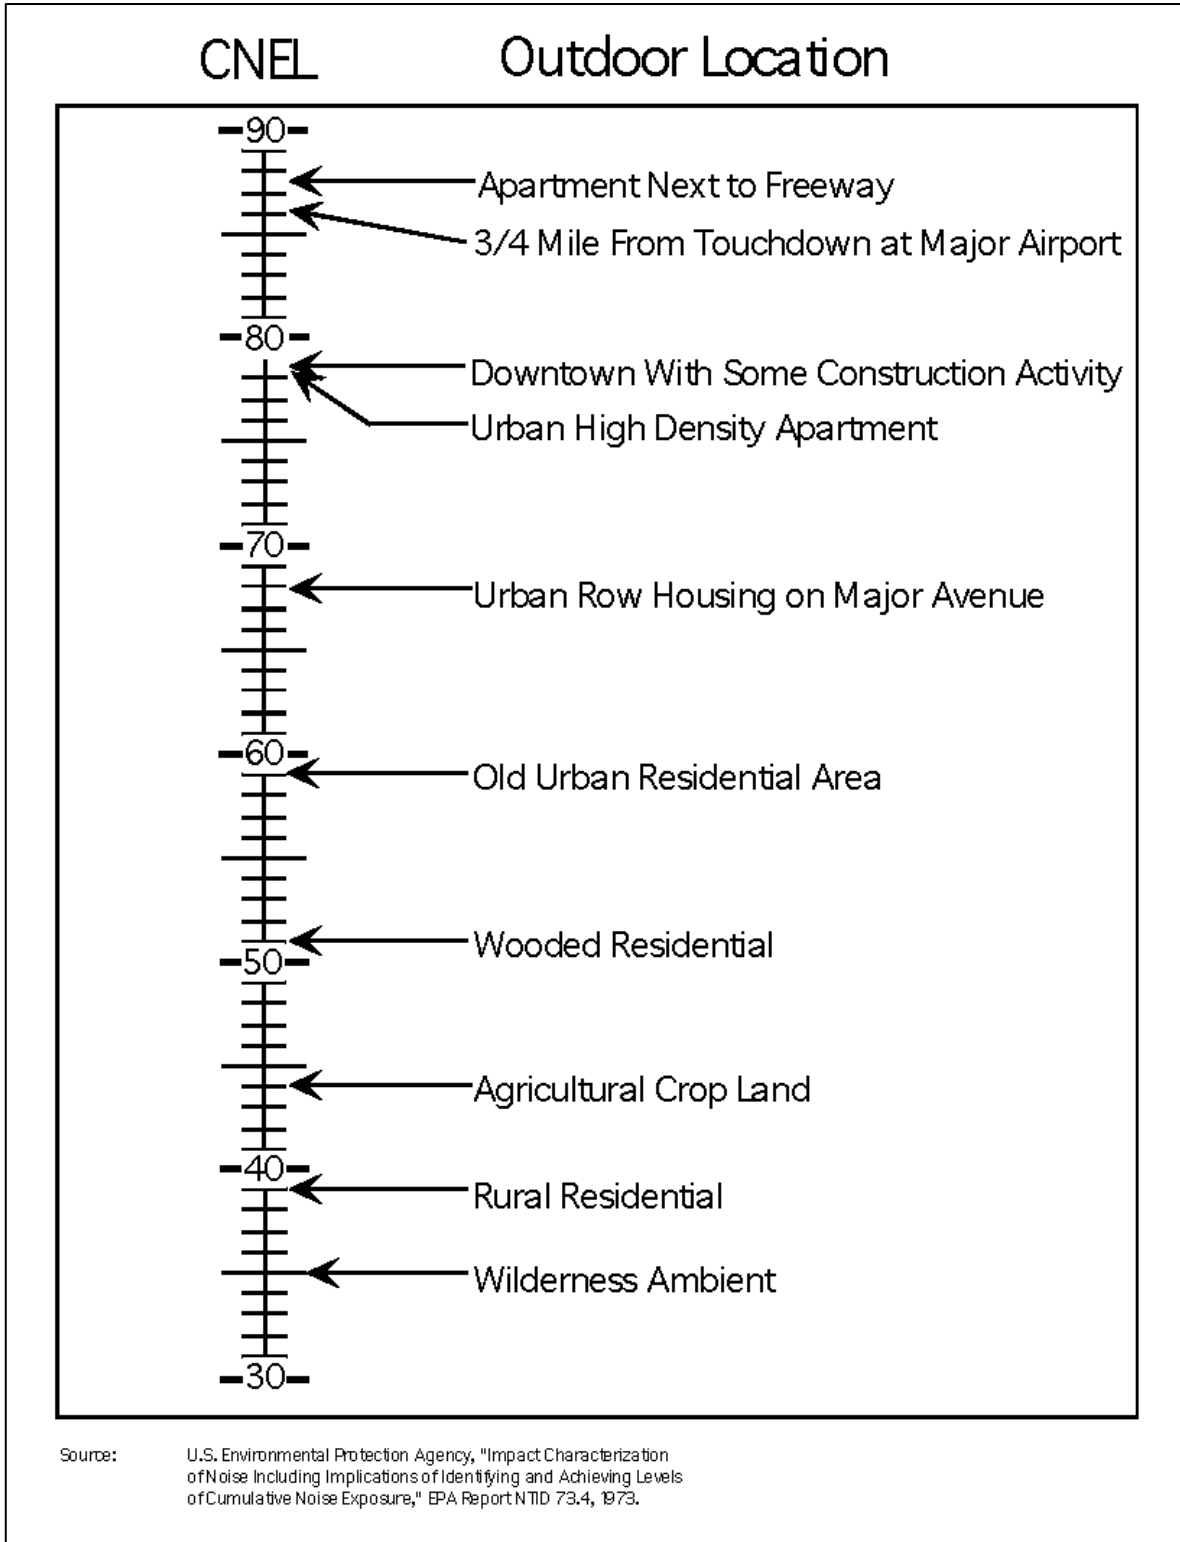 CNEL Outdoor Location
90
Apartment Next to Freeway
3/4 Mile From Touchdown at Major Airport
80
Downtown With Some Construction Activity
Urban High Density Apartment
70
Urban Row Housing on Major Avenue
60
Old Urban Residential Area
Wooded Residential
50
Agricultural Crop Land
40
Rural Residential
Wilderness Ambient
30
Source: U.S. Environmental Protection Agency, "Impact Characterization
of Noise Including Implications of Identifying and Achieving Levels
of Cumulative Noise Exposure," EPA Report NTID 73.4, 1973.